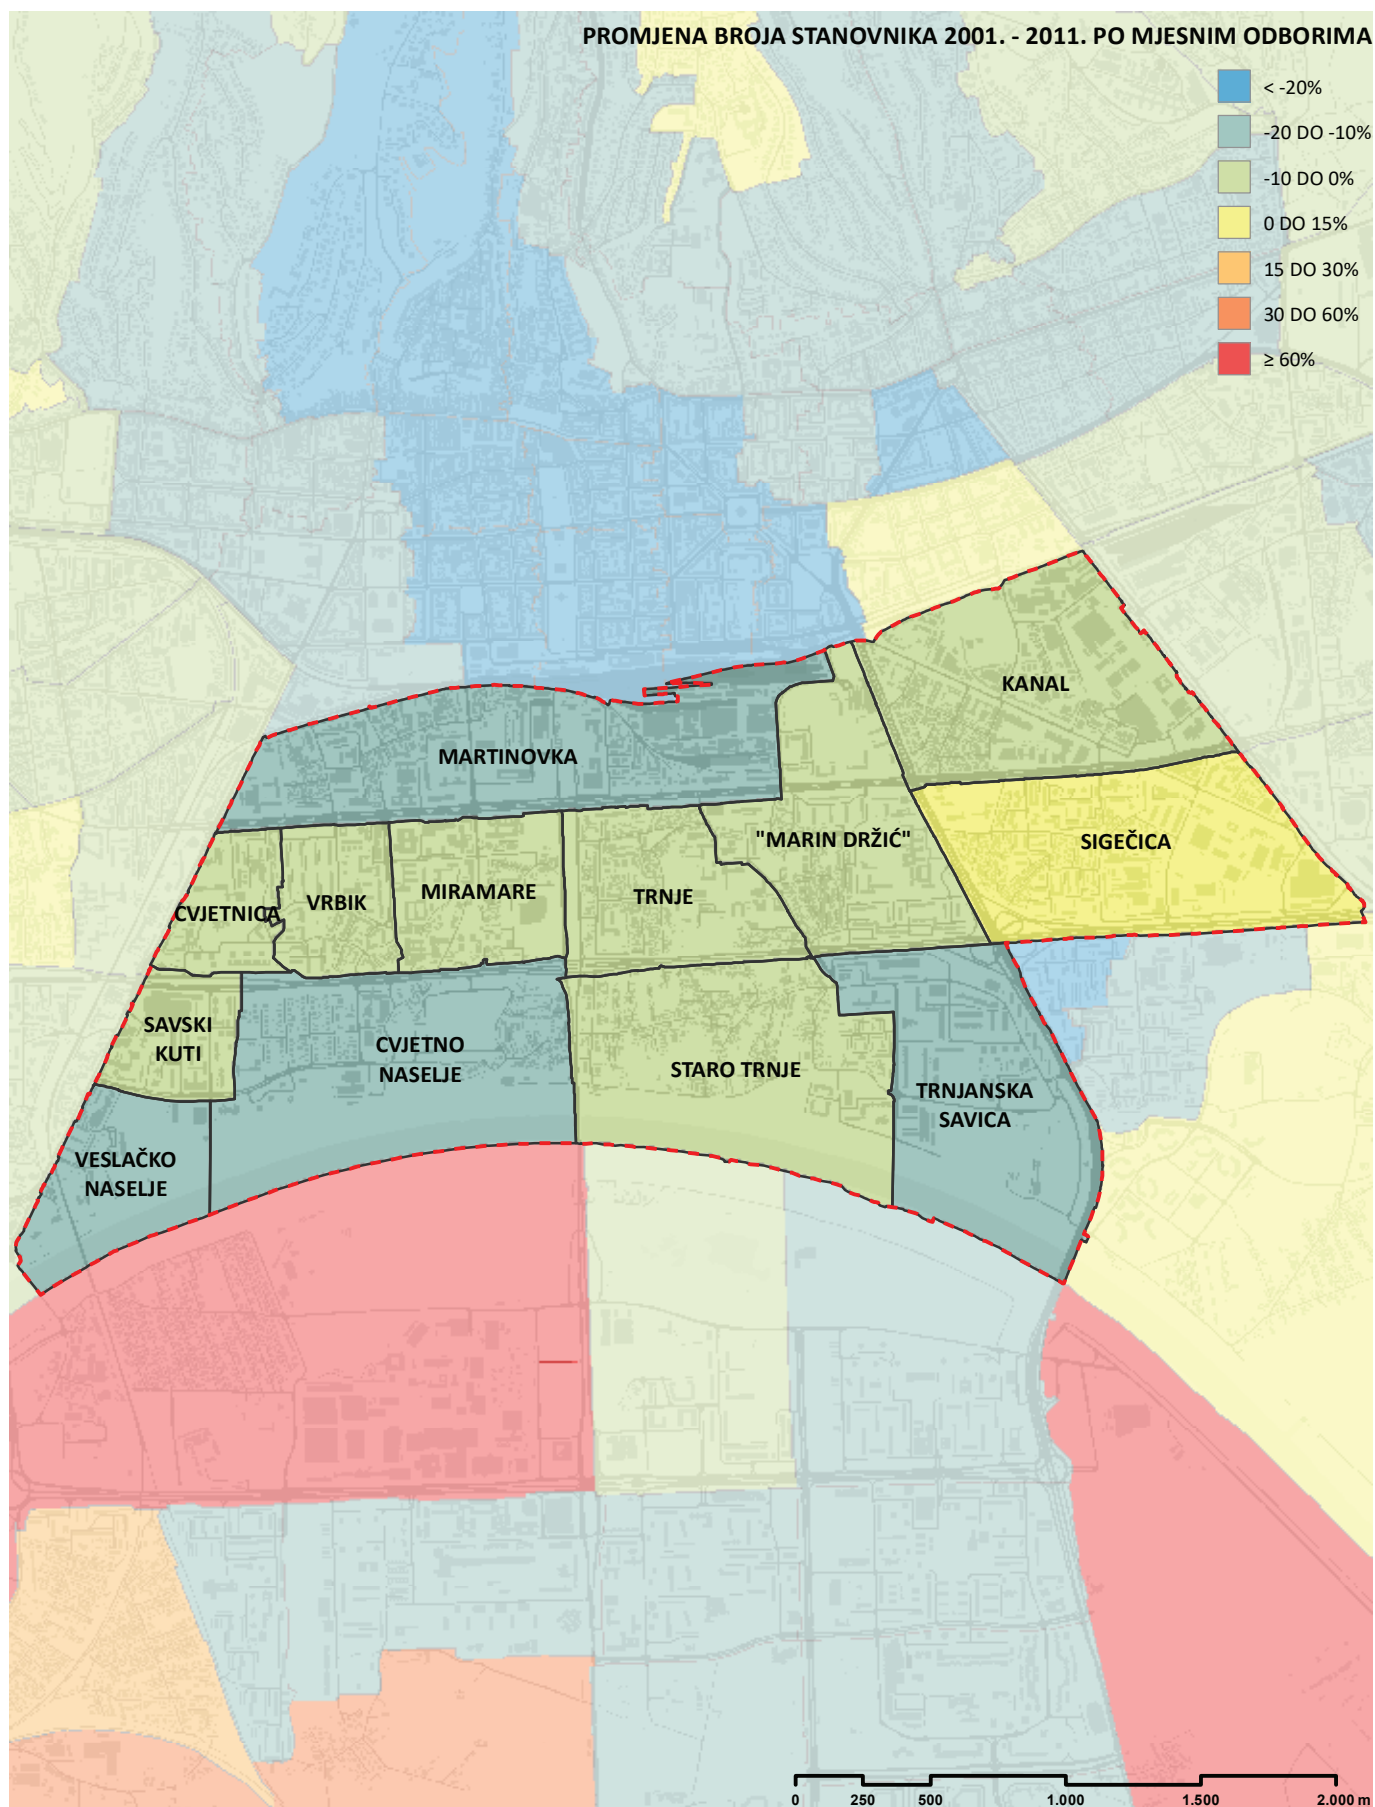 PROMJENA BROJA STANOVNIKA 2001. - 2011. PO MJESNIM ODBORIMA
< -20%
-20 DO -10%
-10 DO 0%
0 DO 15%
15 DO 30%
30 DO 60%
≥ 60%
KANAL
MARTINOVKA
"MARIN DRŽIĆ"
SIGEČICA
CVJETNICA
VRBIK
MIRAMARE
TRNJE
SAVSKI
KUTI
CVJETNO
NASELJE
STARO TRNJE
TRNJANSKA
SAVICA
VESLAČKO
NASELJE
0 250 500 1.000 1.500 2.000 m